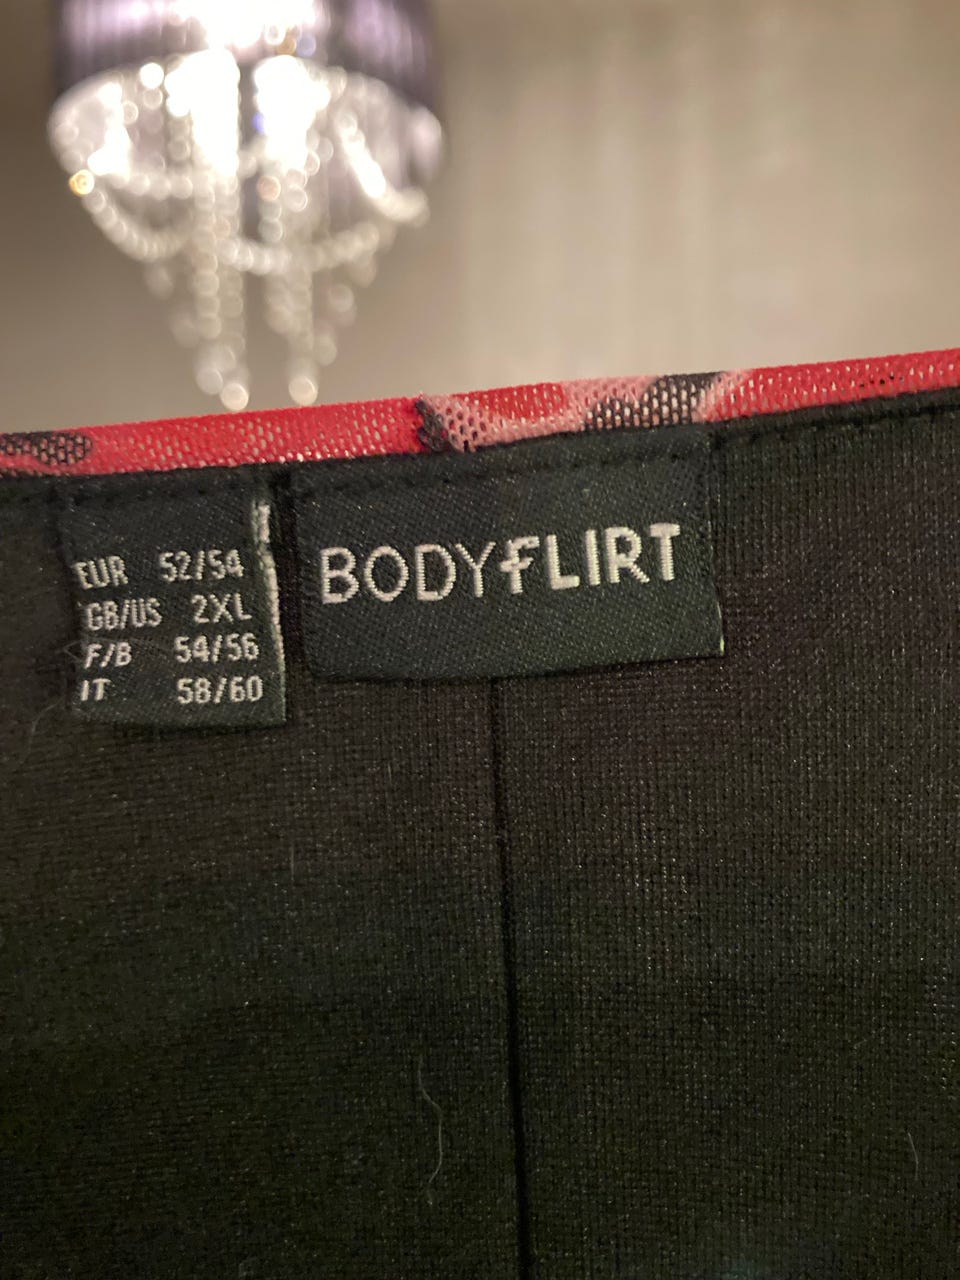 EUR 52/54
GB/US 2XL
F/B 54/56
IT 58/60
BODYFLIRT